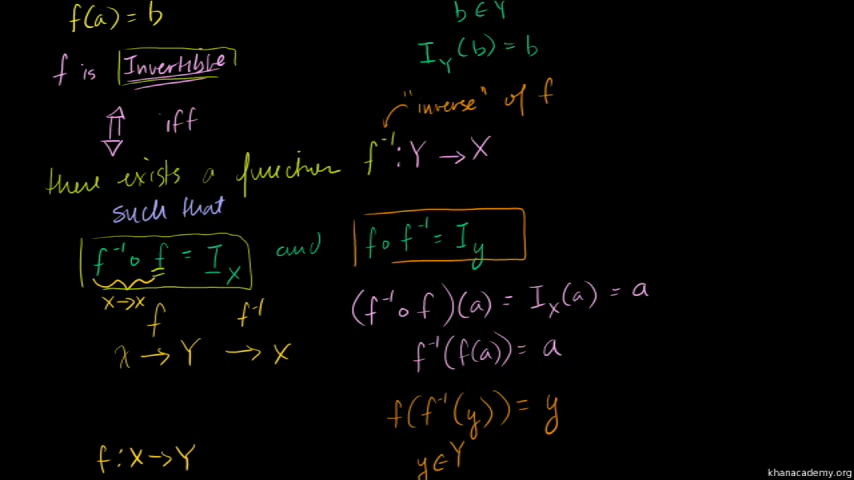 f(a) = b
b ∈ Y
I_Y(b) = b
f is Invertible
"inverse" of f
iff
there exists a function f⁻¹: Y → X
such that
f⁻¹ ∘ f = I_X and f ∘ f⁻¹ = I_y
x → x
(f⁻¹ ∘ f)(a) = I_X(a) = a
f f⁻¹
X → Y → X
f⁻¹(f(a)) = a
f(f⁻¹(y)) = y
f: X → Y
y ∈ Y
khanacademy.org